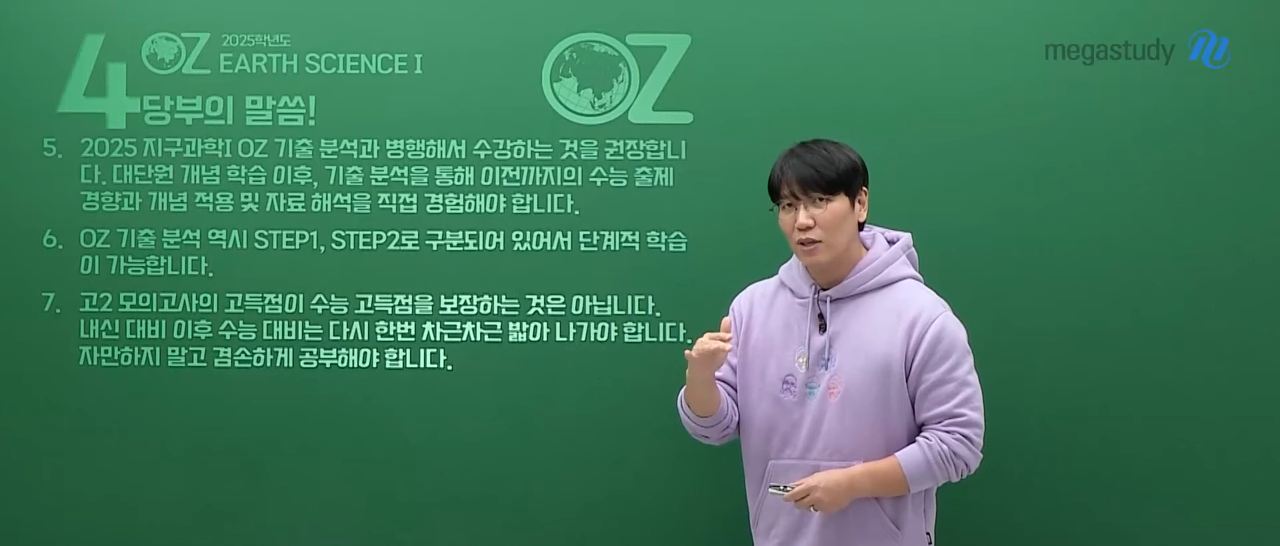 4
OZ
2025학년도
EARTH SCIENCE I
당부의 말씀!
OZ
megastudy
5. 2025 지구과학I OZ 기출 분석과 병행해서 수강하는 것을 권장합니
다. 대단원 개념 학습 이후, 기출 분석을 통해 이전까지의 수능 출제
경향과 개념 적용 및 자료 해석을 직접 경험해야 합니다.
6. OZ 기출 분석 역시 STEP1, STEP2로 구분되어 있어서 단계적 학습
이 가능합니다.
7. 고2 모의고사의 고득점이 수능 고득점을 보장하는 것은 아닙니다.
내신 대비 이후 수능 대비는 다시 한번 차근차근 밟아 나가야 합니다.
자만하지 말고 겸손하게 공부해야 합니다.